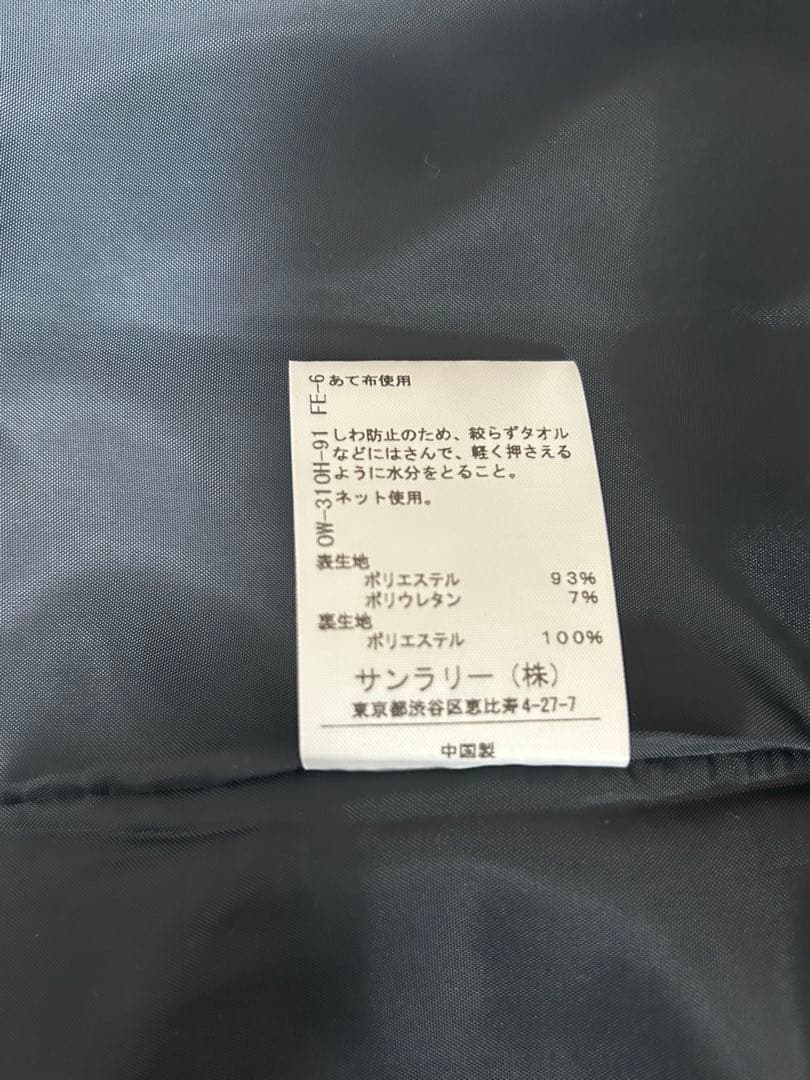 あて布使用
しわ防止のため、絞らずタオル
などにはさんで、軽く押さえる
ように水分をとること。
ネット使用。
OW-310H-91 FE-6
表生地
ポリエステル 93%
ポリウレタン 7%
裏生地
ポリエステル 100%
サンラリー（株）
東京都渋谷区恵比寿4-27-7
中国製